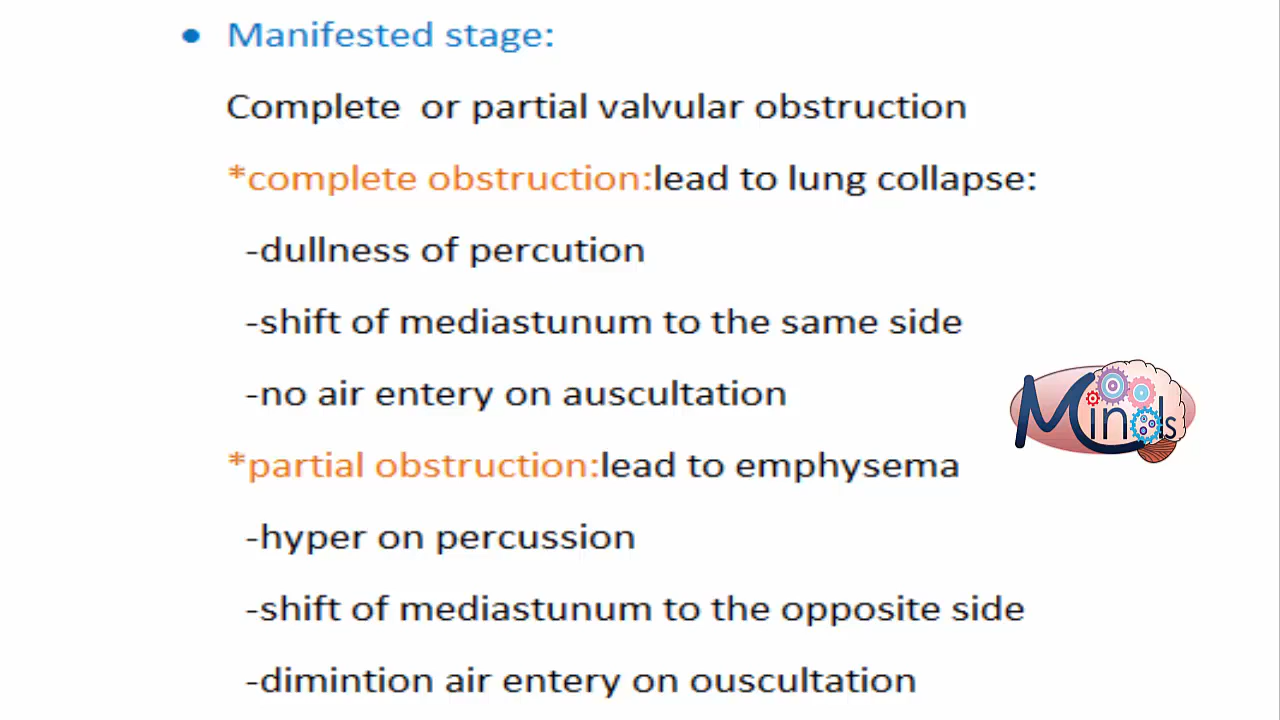 • Manifested stage:
Complete or partial valvular obstruction
*complete obstruction:lead to lung collapse:
-dullness of percution
-shift of mediastunum to the same side
-no air entery on auscultation
Minds
*partial obstruction:lead to emphysema
-hyper on percussion
-shift of mediastunum to the opposite side
-dimintion air entery on ouscultation